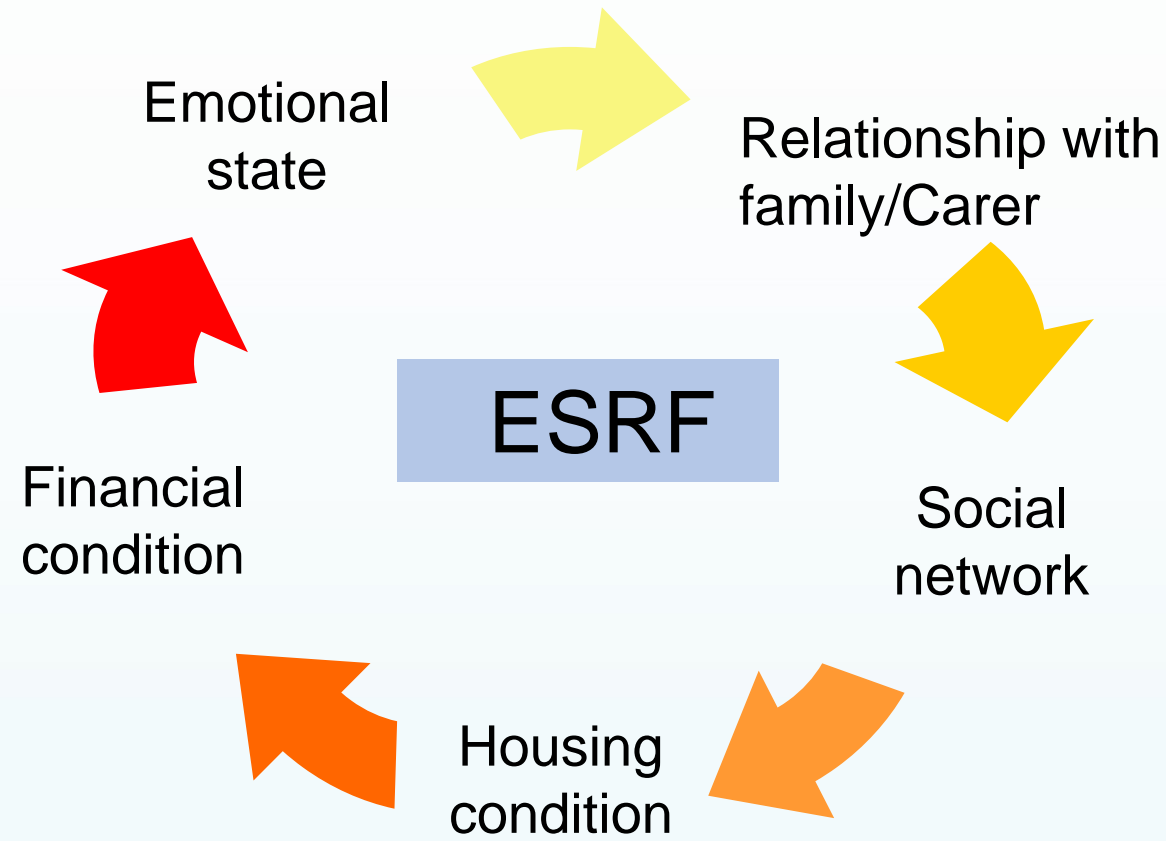 Emotional
state
Relationship with
family/Carer
ESRF
Financial
condition
Social
network
Housing
condition